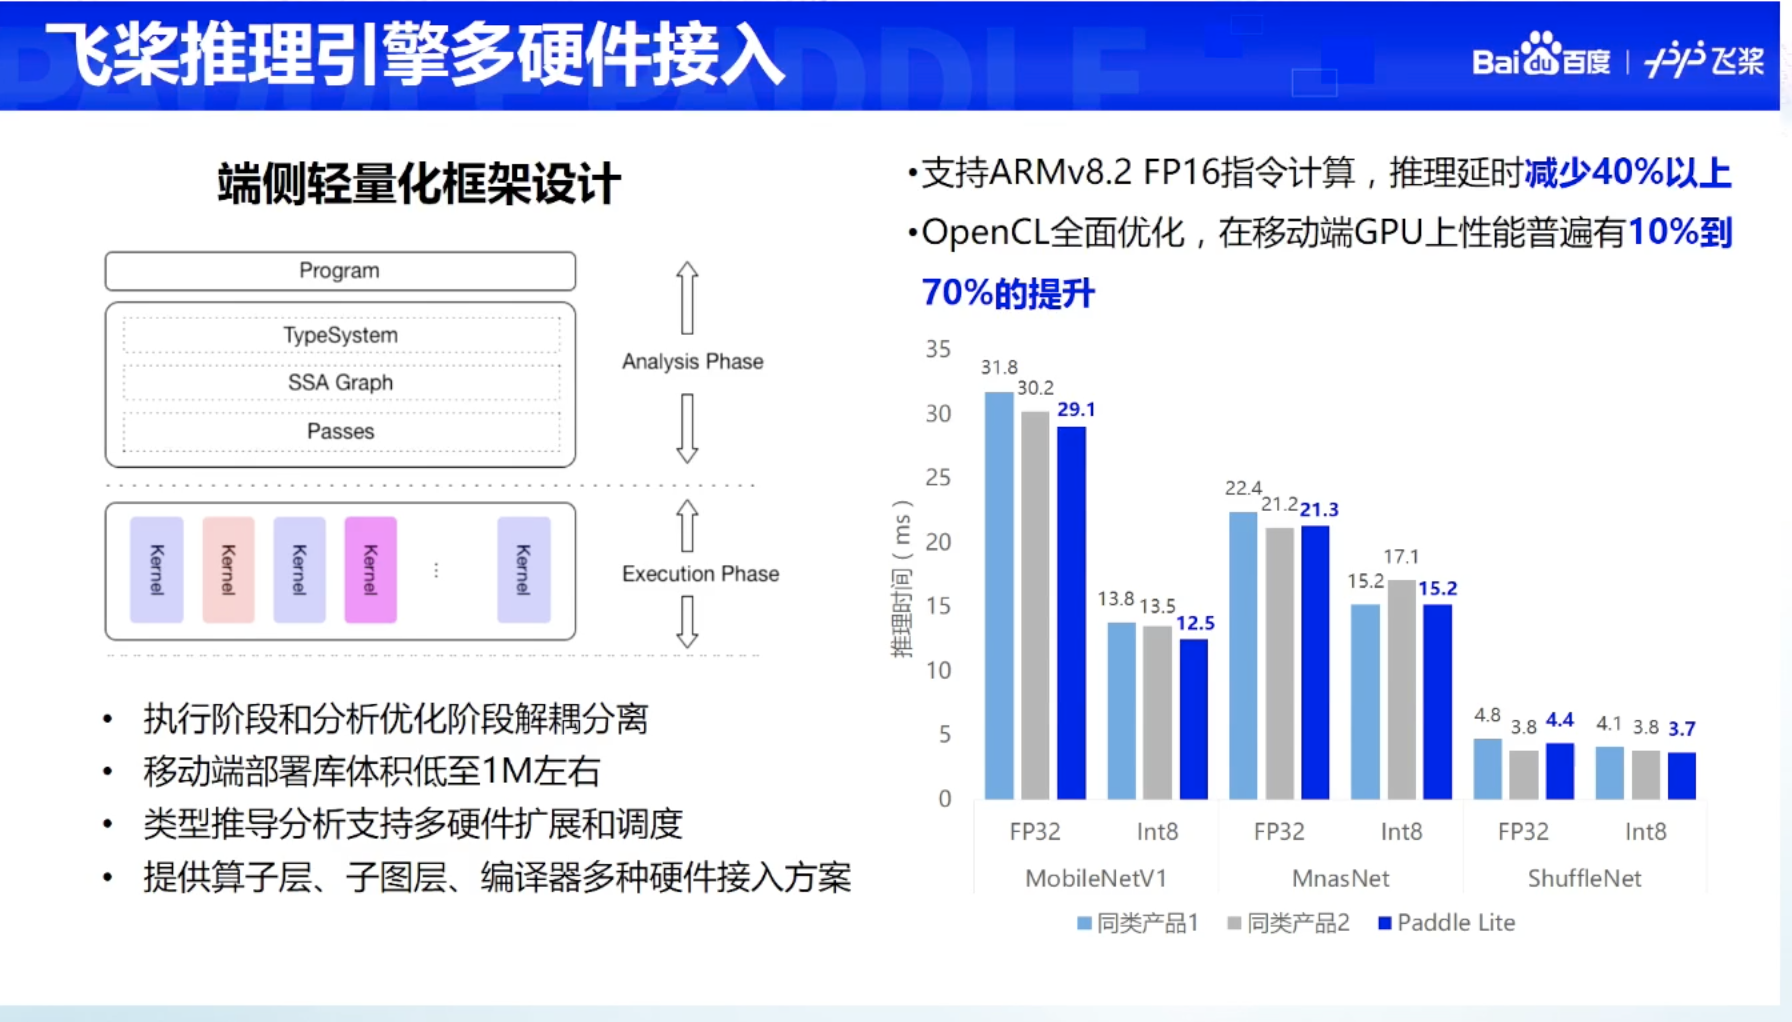 飞桨推理引擎多硬件接入
Bai du 百度 | 飞桨
端侧轻量化框架设计
Program
TypeSystem
SSA Graph
Passes
Analysis Phase
Kernel
Kernel
Kernel
Kernel
...
Kernel
Execution Phase
• 执行阶段和分析优化阶段解耦分离
• 移动端部署库体积低至1M左右
• 类型推导分析支持多硬件扩展和调度
• 提供算子层、子图层、编译器多种硬件接入方案
•支持ARMv8.2 FP16指令计算，推理延时减少40%以上
•OpenCL全面优化，在移动端GPU上性能普遍有10%到
70%的提升
推理时间（ms）
35
30
25
20
15
10
5
0
31.8
30.2
29.1
13.8
13.5
12.5
22.4
21.2
21.3
15.2
17.1
15.2
4.8
3.8
4.4
4.1
3.8
3.7
FP32 Int8 FP32 Int8 FP32 Int8
MobileNetV1 MnasNet ShuffleNet
同类产品1 同类产品2 Paddle Lite